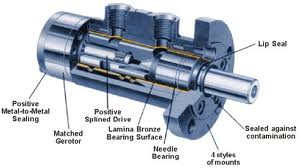 Lip Seal
Positive
Metal-to-Metal
Sealing
Matched
Gerotor
Positive
Splined Drive
Lamina Bronze
Bearing Surface
Needle
Bearing
4 styles
of mounts
Sealed against
contamination